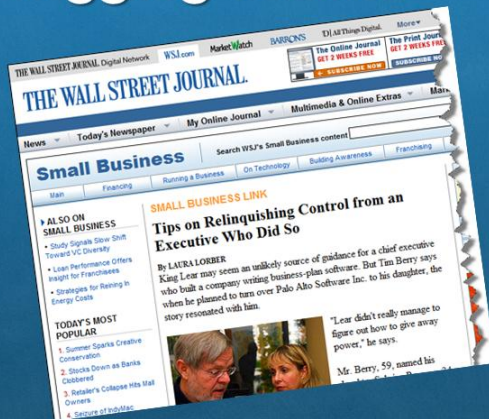 THE WALL STREET JOURNAL. Digital Network
WSJ.com
MarketWatch
BARRON'S
D| All Things Digital.
More
THE WALL STREET JOURNAL.
The Online Journal
GET 2 WEEKS FREE
SUBSCRIBE NOW
The Print Jour
GET 2 WEEKS FREE
SUBSCRIBE
News
Today's Newspaper
My Online Journal
Multimedia & Online Extras
Mar
Small Business
Search WSJ's Small Business content
Main
Financing
Running a Business
On Technology
Building Awareness
Franchising
ALSO ON
SMALL BUSINESS
• Study Signals Slow Shift
Toward VC Diversity
• Loan Performance Offers
Insight for Franchisees
• Strategies for Reining in
Energy Costs
TODAY'S MOST
POPULAR
1. Summer Sparks Creative
Conservation
2. Stocks Down as Banks
Clobbered
3. Retailer's Collapse Hits Mall
Owners
4. Seizure of IndyMac
SMALL BUSINESS LINK
Tips on Relinquishing Control from an
Executive Who Did So
By LAURA LORBER
King Lear may seem an unlikely source of guidance for a chief executive
who built a company writing business-plan software. But Tim Berry says
when he planned to turn over Palo Alto Software Inc. to his daughter, the
story resonated with him.
"Lear didn't really manage to
figure out how to give away
power," he says.
Mr. Berry, 59, named his